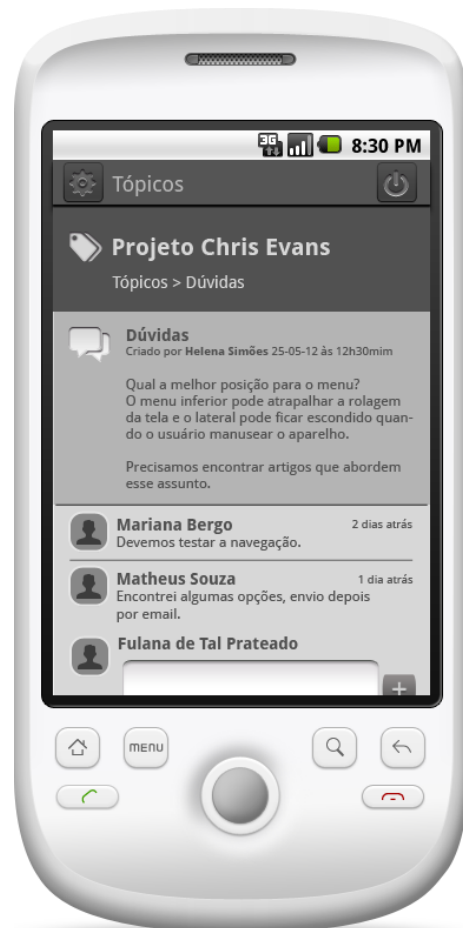 3G 8:30 PM
Tópicos
Projeto Chris Evans
Tópicos > Dúvidas
Dúvidas
Criado por Helena Simões 25-05-12 às 12h30mim
Qual a melhor posição para o menu?
O menu inferior pode atrapalhar a rolagem
da tela e o lateral pode ficar escondido quan-
do o usuário manusear o aparelho.
Precisamos encontrar artigos que abordem
esse assunto.
Mariana Bergo 2 dias atrás
Devemos testar a navegação.
Matheus Souza 1 dia atrás
Encontrei algumas opções, envio depois
por email.
Fulana de Tal Prateado
+
MENU